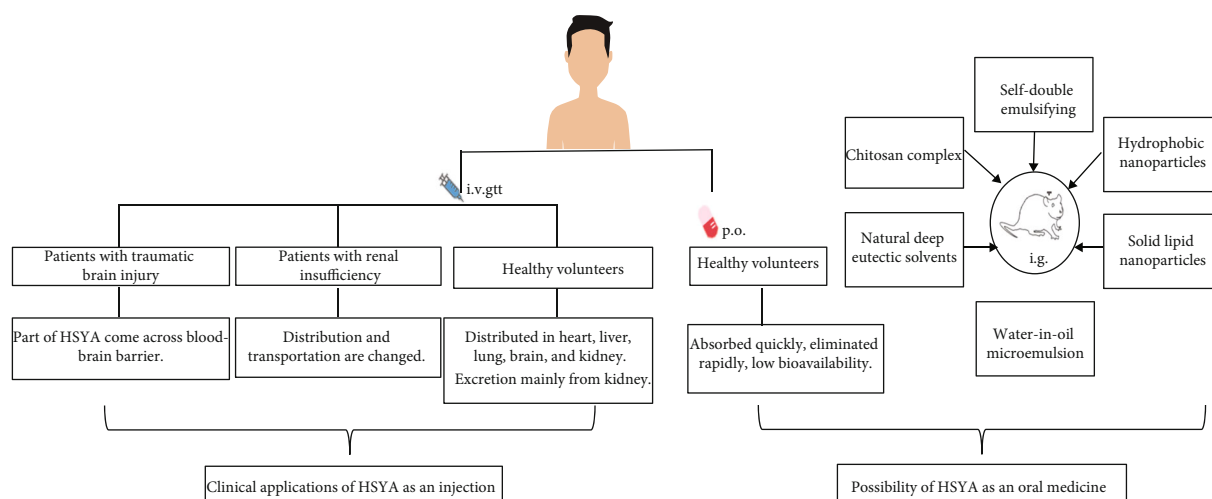 i.v.gtt
Patients with traumatic
brain injury
Part of HSYA come across blood-
brain barrier.
Patients with renal
insufficiency
Distribution and
transportation are changed.
Healthy volunteers
Distributed in heart, liver,
lung, brain, and kidney.
Excretion mainly from kidney.
Clinical applications of HSYA as an injection
p.o.
Healthy volunteers
Absorbed quickly, eliminated
rapidly, low bioavailability.
Self-double
emulsifying
Chitosan complex
Hydrophobic
nanoparticles
Natural deep
eutectic solvents
i.g.
Solid lipid
nanoparticles
Water-in-oil
microemulsion
Possibility of HSYA as an oral medicine